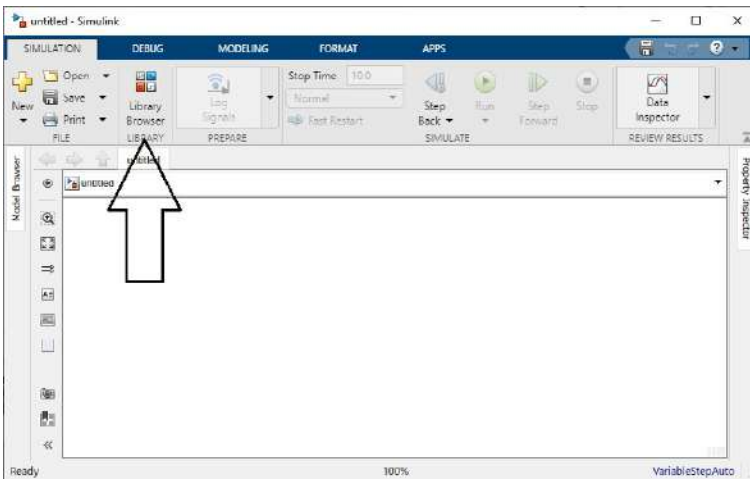 untitled - Simulink
SIMULATION DEBUG MODELING FORMAT APPS
New
Open
Save
Print
FILE
Library
Browser
LIBRARY
Log
Signals
PREPARE
Stop Time 10.0
Normal
Fast Restart
Step
Back
Run
Step
Forward
Stop
SIMULATE
Data
Inspector
REVIEW RESULTS
Model Browser
untitled
untitled
Property Inspector
Ready 100% VariableStepAuto